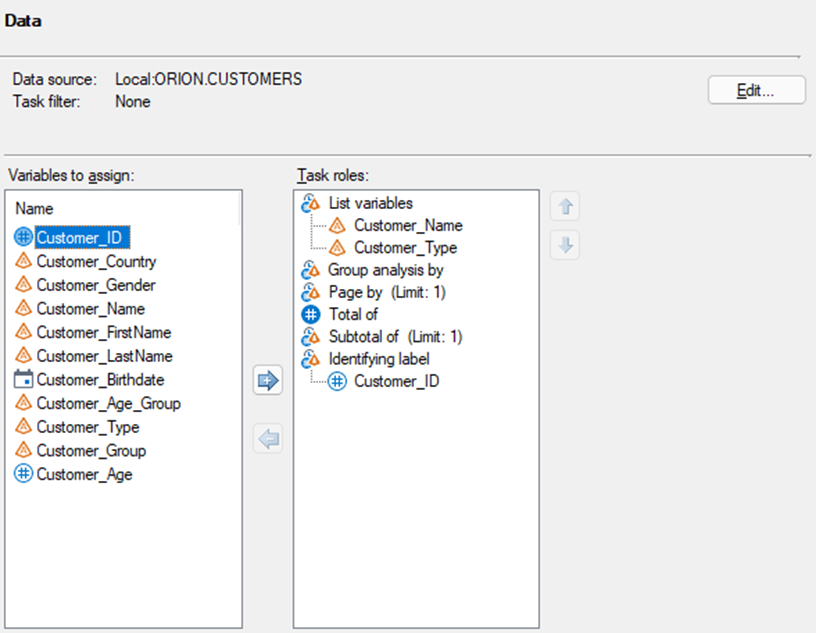 Data
Data source: Local:ORION.CUSTOMERS
Task filter: None
Edit...
Variables to assign:
Name
Customer_ID
Customer_Country
Customer_Gender
Customer_Name
Customer_FirstName
Customer_LastName
Customer_Birthdate
Customer_Age_Group
Customer_Type
Customer_Group
Customer_Age
Task roles:
List variables
Customer_Name
Customer_Type
Group analysis by
Page by (Limit: 1)
Total of
Subtotal of (Limit: 1)
Identifying label
Customer_ID